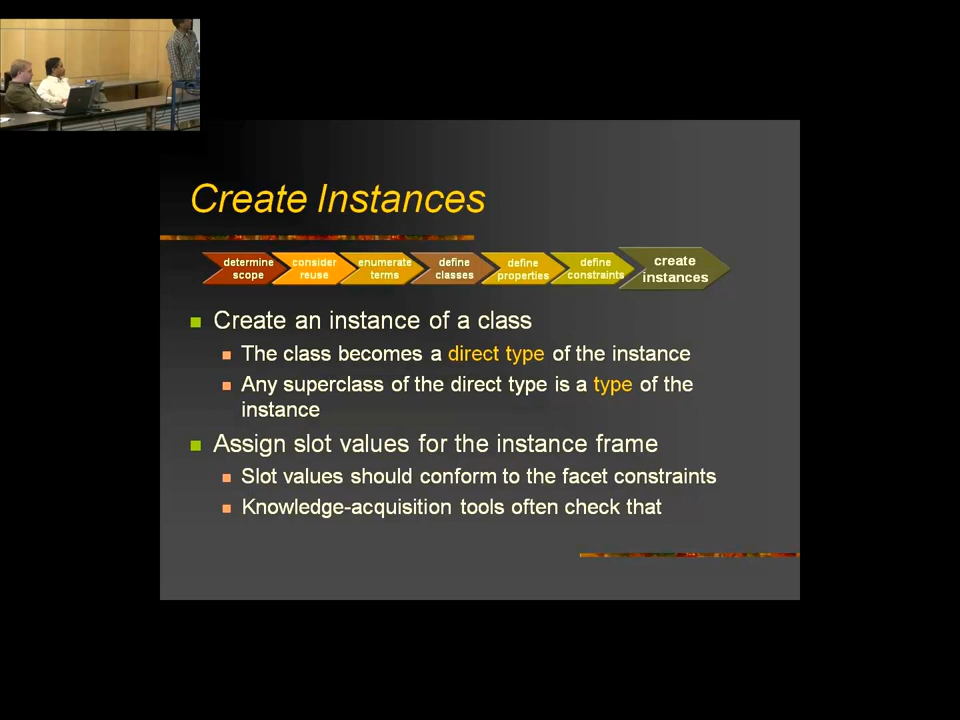 Create Instances
determine scope
consider reuse
enumerate terms
define classes
define properties
define constraints
create instances
Create an instance of a class
The class becomes a direct type of the instance
Any superclass of the direct type is a type of the
instance
Assign slot values for the instance frame
Slot values should conform to the facet constraints
Knowledge-acquisition tools often check that